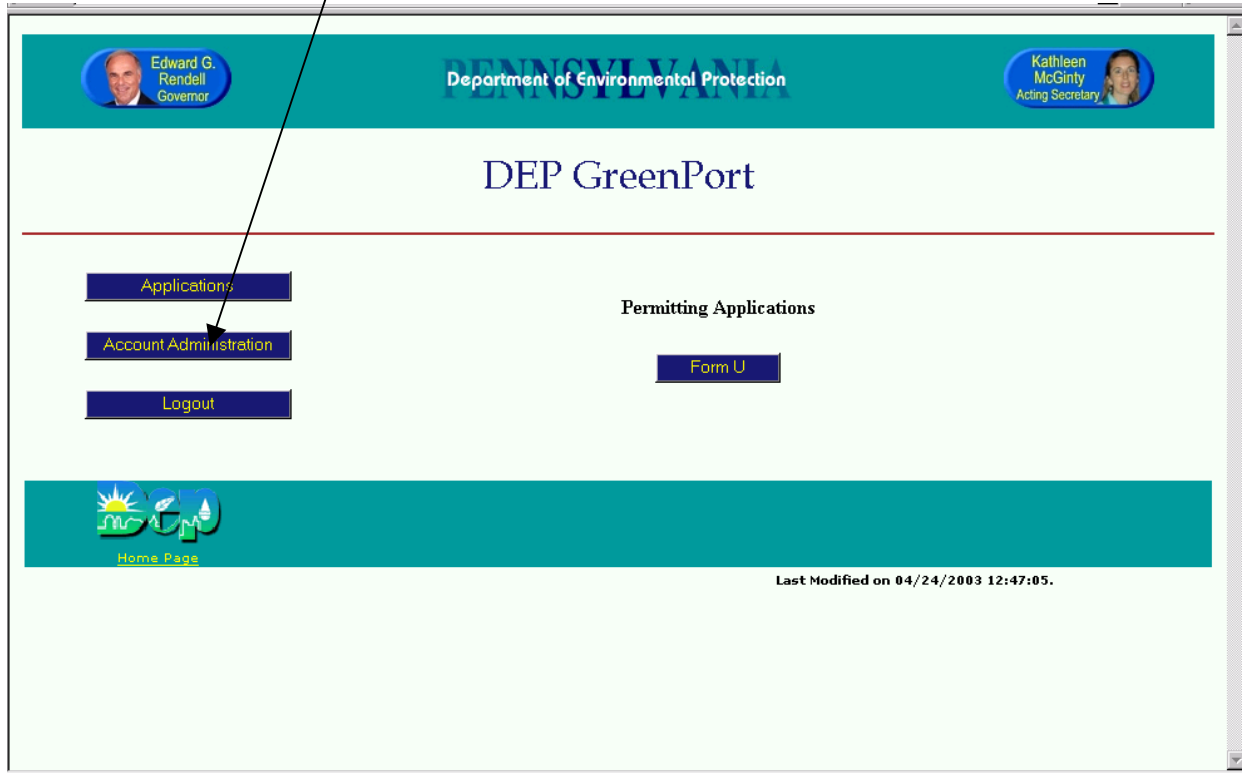 Edward G.
Rendell
Governor
PENNSYLVANIA
Department of Environmental Protection
Kathleen
McGinty
Acting Secretary
DEP GreenPort
Applications
Permitting Applications
Account Administration
Form U
Logout
Dep
Home Page
Last Modified on 04/24/2003 12:47:05.